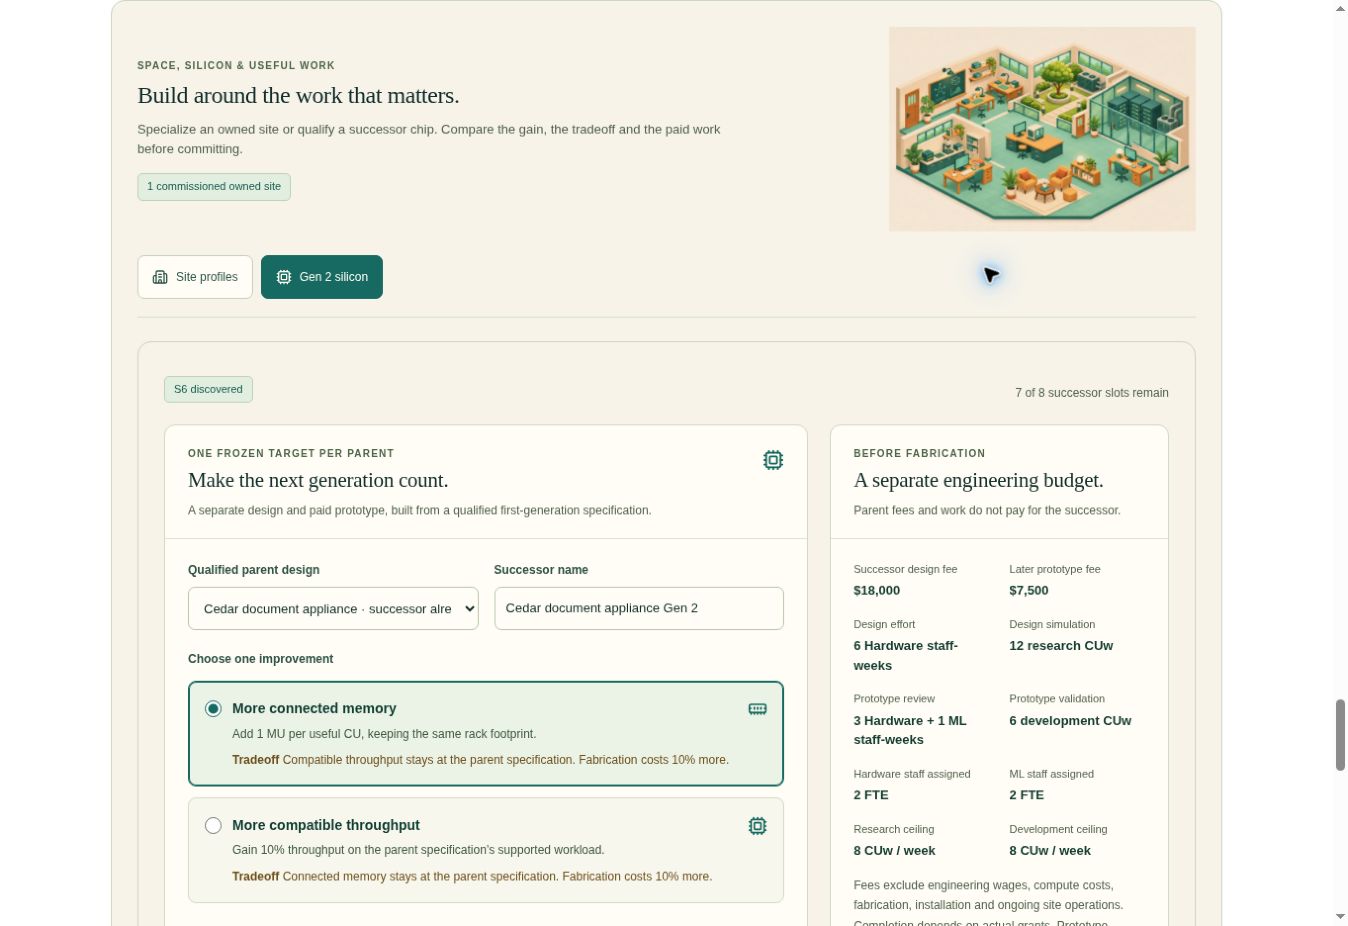 SPACE, SILICON & USEFUL WORK
Build around the work that matters.
Specialize an owned site or qualify a successor chip. Compare the gain, the tradeoff and the paid work
before committing.
1 commissioned owned site
Site profiles
Gen 2 silicon
S6 discovered
7 of 8 successor slots remain
ONE FROZEN TARGET PER PARENT
Make the next generation count.
A separate design and paid prototype, built from a qualified first-generation specification.
Qualified parent design
Successor name
Cedar document appliance · successor alre
Cedar document appliance Gen 2
Choose one improvement
More connected memory
Add 1 MU per useful CU, keeping the same rack footprint.
Tradeoff Compatible throughput stays at the parent specification. Fabrication costs 10% more.
More compatible throughput
Gain 10% throughput on the parent specification's supported workload.
Tradeoff Connected memory stays at the parent specification. Fabrication costs 10% more.
BEFORE FABRICATION
A separate engineering budget.
Parent fees and work do not pay for the successor.
Successor design fee
$18,000
Later prototype fee
$7,500
Design effort
6 Hardware staff-
weeks
Design simulation
12 research CUw
Prototype review
3 Hardware + 1 ML
staff-weeks
Prototype validation
6 development CUw
Hardware staff assigned
2 FTE
ML staff assigned
2 FTE
Research ceiling
8 CUw / week
Development ceiling
8 CUw / week
Fees exclude engineering wages, compute costs,
fabrication, installation and ongoing site operations.
Completion depends on actual grants. Prototype